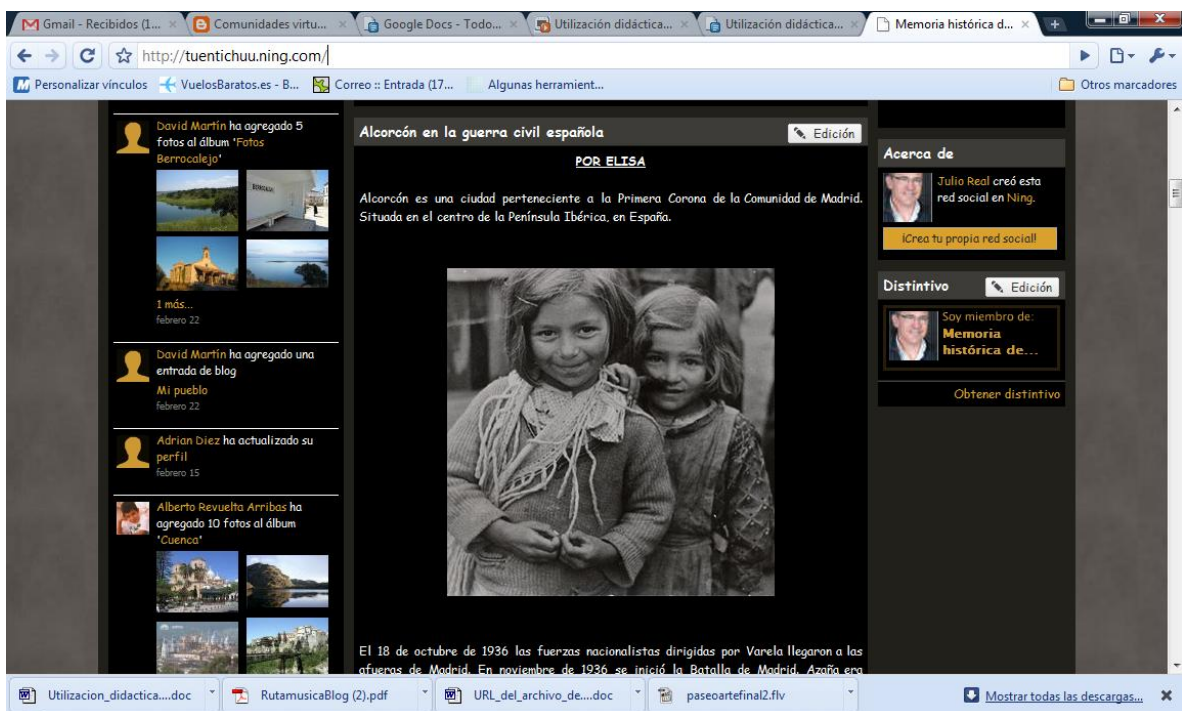 Gmail - Recibidos (1...
Comunidades virtu...
Google Docs - Todo...
Utilización didáctica...
Utilización didáctica...
Memoria histórica d...
http://tuentichuu.ning.com/
Personalizar vínculos
VuelosBaratos.es - B...
Correo :: Entrada (17...
Algunas herramient...
Otros marcadores
David Martín ha agregado 5
fotos al álbum 'Fotos
Berrocalejo'
1 más...
febrero 22
David Martín ha agregado una
entrada de blog
Mi pueblo
febrero 22
Adrian Diez ha actualizado su
perfil
febrero 15
Alberto Revuelta Arribas ha
agregado 10 fotos al álbum
'Cuenca'
Alcorcón en la guerra civil española
Edición
POR ELISA
Alcorcón es una ciudad perteneciente a la Primera Corona de la Comunidad de Madrid.
Situada en el centro de la Península Ibérica, en España.
El 18 de octubre de 1936 las fuerzas nacionalistas dirigidas por Varela llegaron a las
afueras de Madrid. En noviembre de 1936 se inició la Batalla de Madrid. Azaña era
Acerca de
Julio Real creó esta
red social en Ning.
¡Crea tu propia red social!
Distintivo
Edición
Soy miembro de:
Memoria
histórica de...
Obtener distintivo
Utilizacion_didactica....doc
RutamusicaBlog (2).pdf
URL_del_archivo_de....doc
paseoartefinal2.flv
Mostrar todas las descargas...